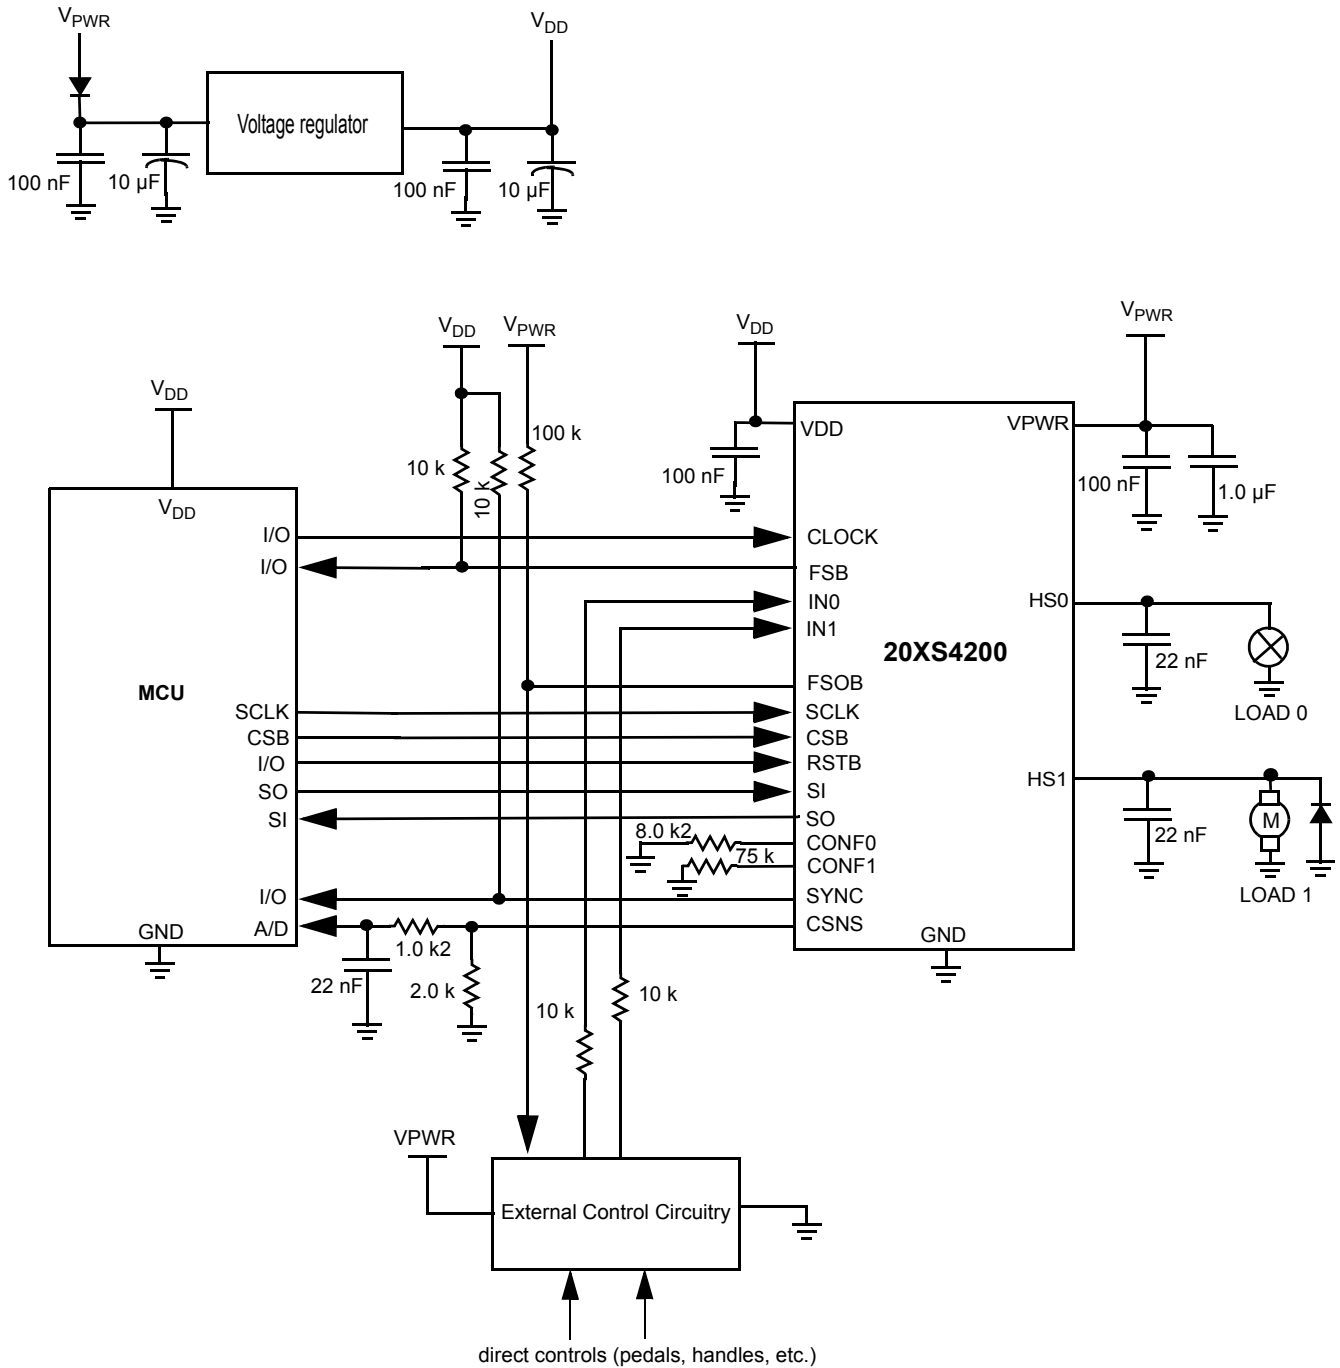 VPWR
VDD
Voltage regulator
100 nF
10 µF
100 nF
10 µF
VDD
VPWR
VDD
VPWR
VDD
100 k
10 k
10 k
VDD
VPWR
100 nF
100 nF
1.0 µF
VDD
I/O
CLOCK
I/O
FSB
IN0
HS0
IN1
20XS4200
22 nF
MCU
FSOB
SCLK
SCLK
LOAD 0
CSB
CSB
I/O
RSTB
HS1
SO
SI
SI
SO
M
22 nF
8.0 k2
CONF0
75 k
CONF1
I/O
SYNC
LOAD 1
A/D
CSNS
GND
GND
1.0 k2
22 nF
2.0 k
10 k
10 k
VPWR
External Control Circuitry
direct controls (pedals, handles, etc.)